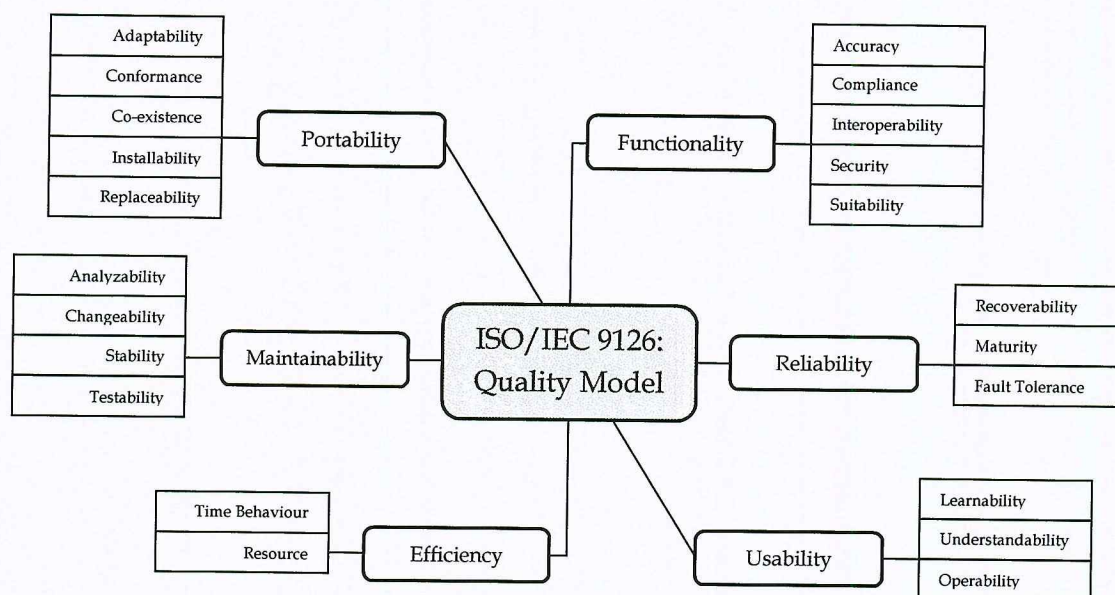 Adaptability
Conformance
Co-existence
Installability
Replaceability
Portability
Functionality
Accuracy
Compliance
Interoperability
Security
Suitability
Analyzability
Changeability
Stability
Testability
Maintainability
ISO/IEC 9126:
Quality Model
Reliability
Recoverability
Maturity
Fault Tolerance
Time Behaviour
Resource
Efficiency
Usability
Learnability
Understandability
Operability